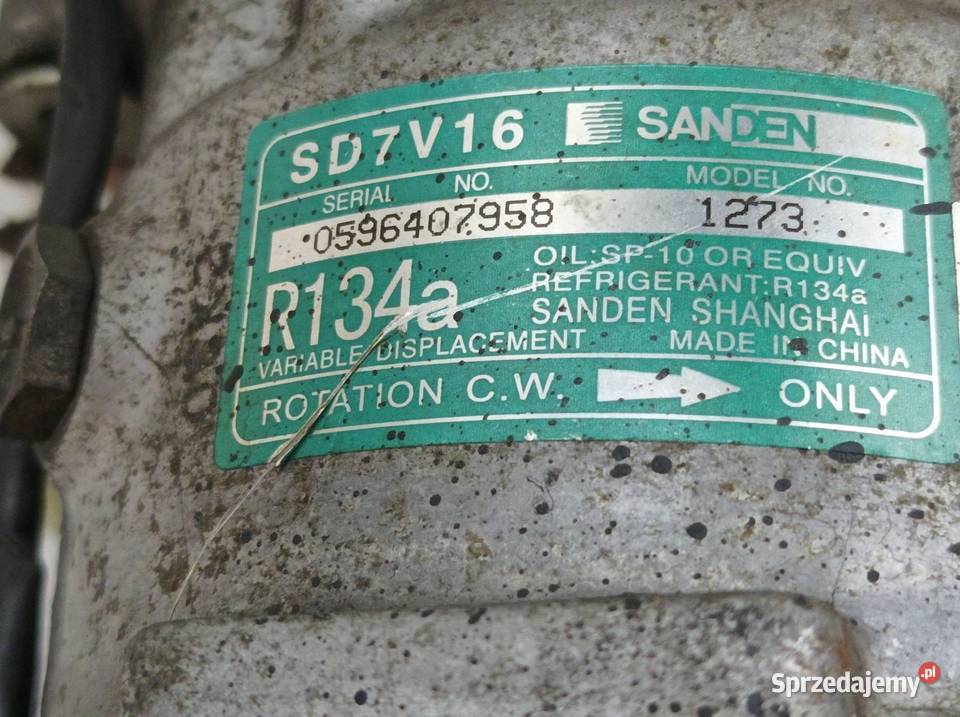 SD7V16 SANDEN
SERIAL NO. MODEL NO.
0596407958 1273
R134a OIL:SP-10 OR EQUIV
REFRIGERANT:R134a
SANDEN SHANGHAI
VARIABLE DISPLACEMENT MADE IN CHINA
ROTATION C.W. ONLY
Sprzedajemy.pl